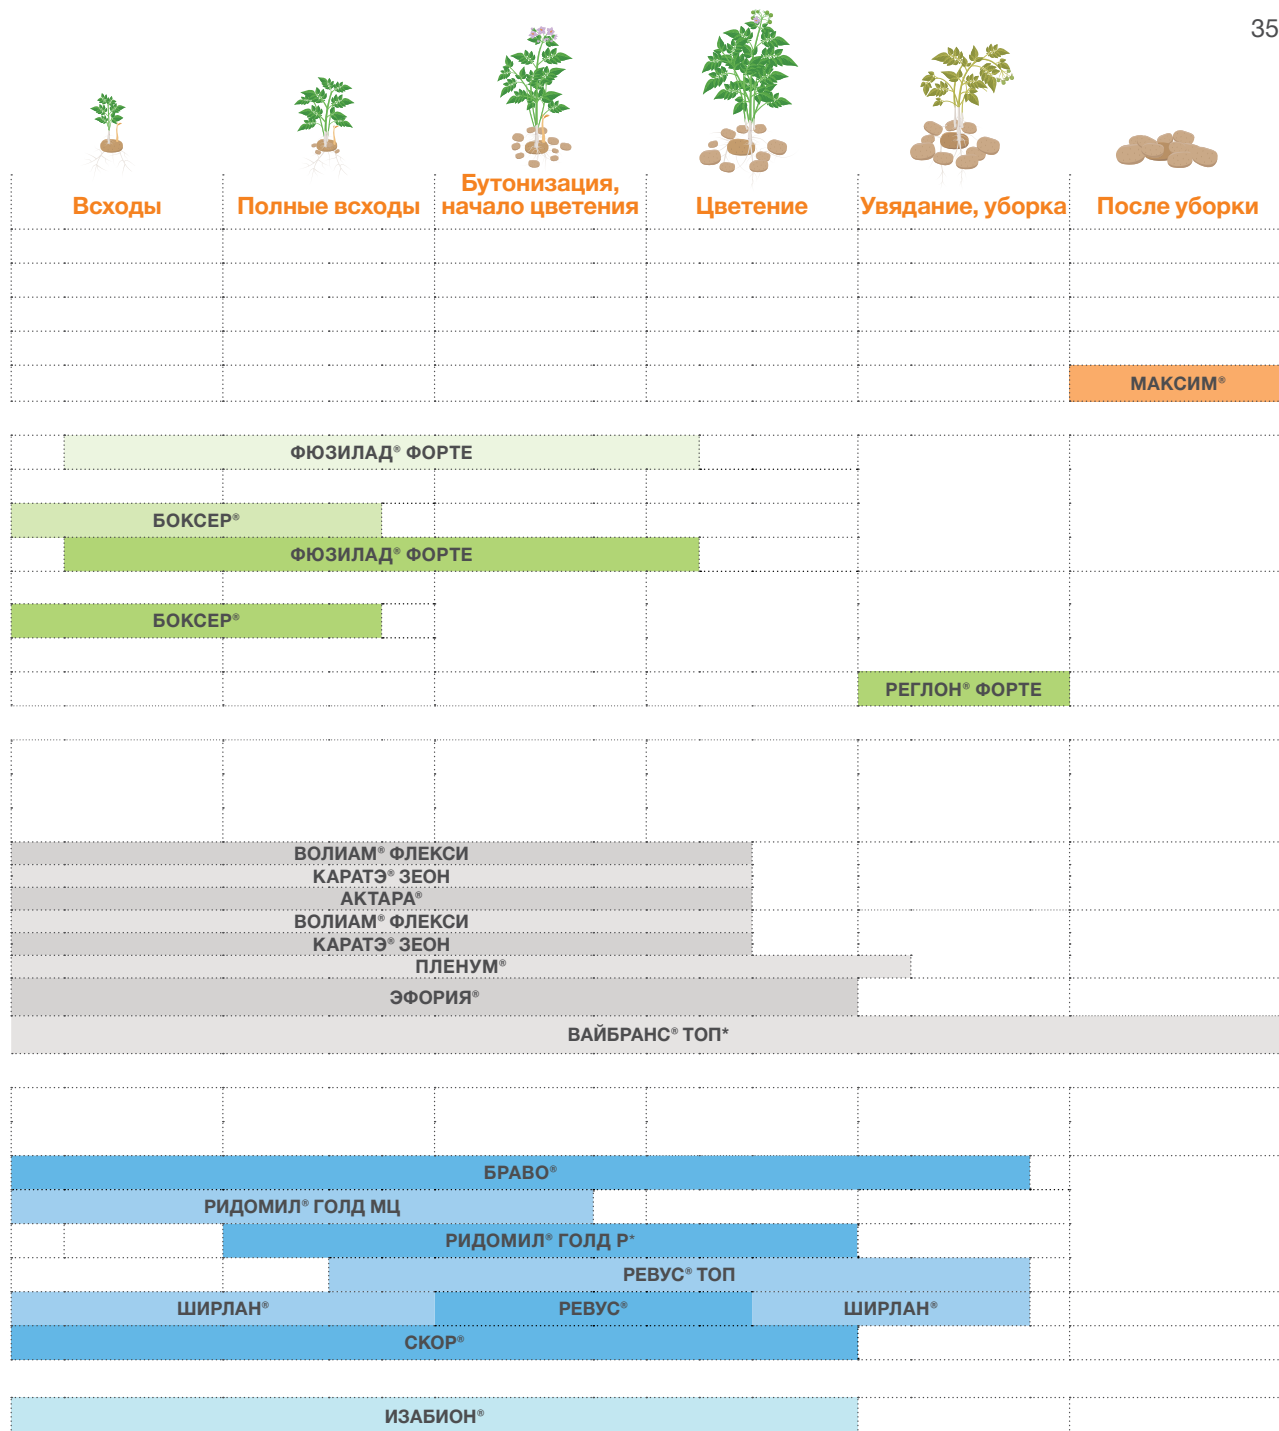 35
Всходы
Полные всходы
Бутонизация,
начало цветения
Цветение
Увядание, уборка
После уборки
МАКСИМ®
ФЮЗИЛАД® ФОРТЕ
БОКСЕР®
ФЮЗИЛАД® ФОРТЕ
БОКСЕР®
РЕГЛОН® ФОРТЕ
ВОЛИАМ® ФЛЕКСИ
КАРАТЭ® ЗЕОН
АКТАРА®
ВОЛИАМ® ФЛЕКСИ
КАРАТЭ® ЗЕОН
ПЛЕНУМ®
ЭФОРИЯ®
ВАЙБРАНС® ТОП*
БРАВО®
РИДОМИЛ® ГОЛД МЦ
РИДОМИЛ® ГОЛД Р*
РЕВУС® ТОП
ШИРЛАН® РЕВУС® ШИРЛАН®
СКОР®
ИЗАБИОН®